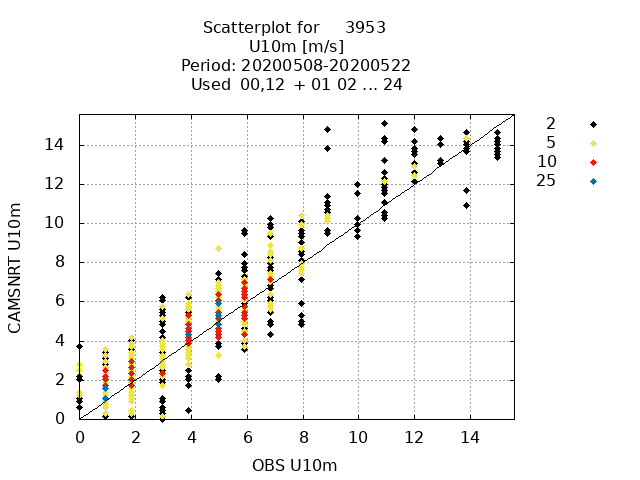 Scatterplot for 3953
U10m [m/s]
Period: 20200508-20200522
Used 00,12 + 01 02 ... 24
2
5
10
25
14
12
10
8
6
4
2
0
CAMSNRT U10m
0 2 4 6 8 10 12 14
OBS U10m